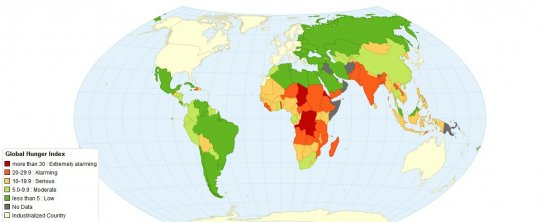 Global Hunger Index
more than 30 : Extremely alarming
20-29.9 : Alarming
10-19.9 : Serious
5.0-9.9 : Moderate
less than 5 : Low
No Data
Industrialized Country